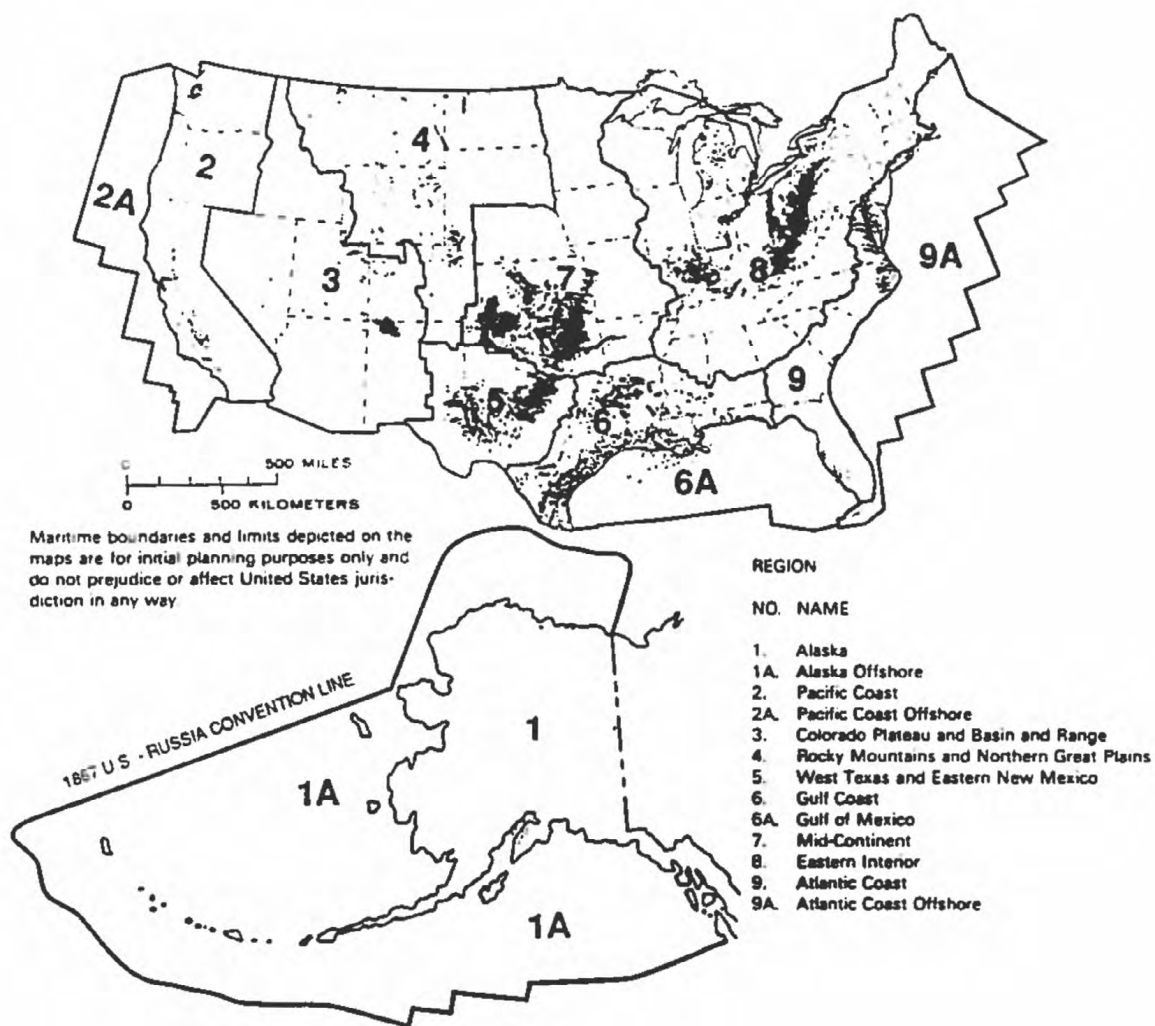 4
2
2A
3
7
8
9A
5
6
9
6A
0 500 MILES
0 500 KILOMETERS
Maritime boundaries and limits depicted on the
maps are for initial planning purposes only and
do not prejudice or affect United States juris-
diction in any way
1867 U S - RUSSIA CONVENTION LINE
1
1A
1A
REGION
NO. NAME
1. Alaska
1A. Alaska Offshore
2. Pacific Coast
2A. Pacific Coast Offshore
3. Colorado Plateau and Basin and Range
4. Rocky Mountains and Northern Great Plains
5. West Texas and Eastern New Mexico
6. Gulf Coast
6A. Gulf of Mexico
7. Mid-Continent
8. Eastern Interior
9. Atlantic Coast
9A. Atlantic Coast Offshore